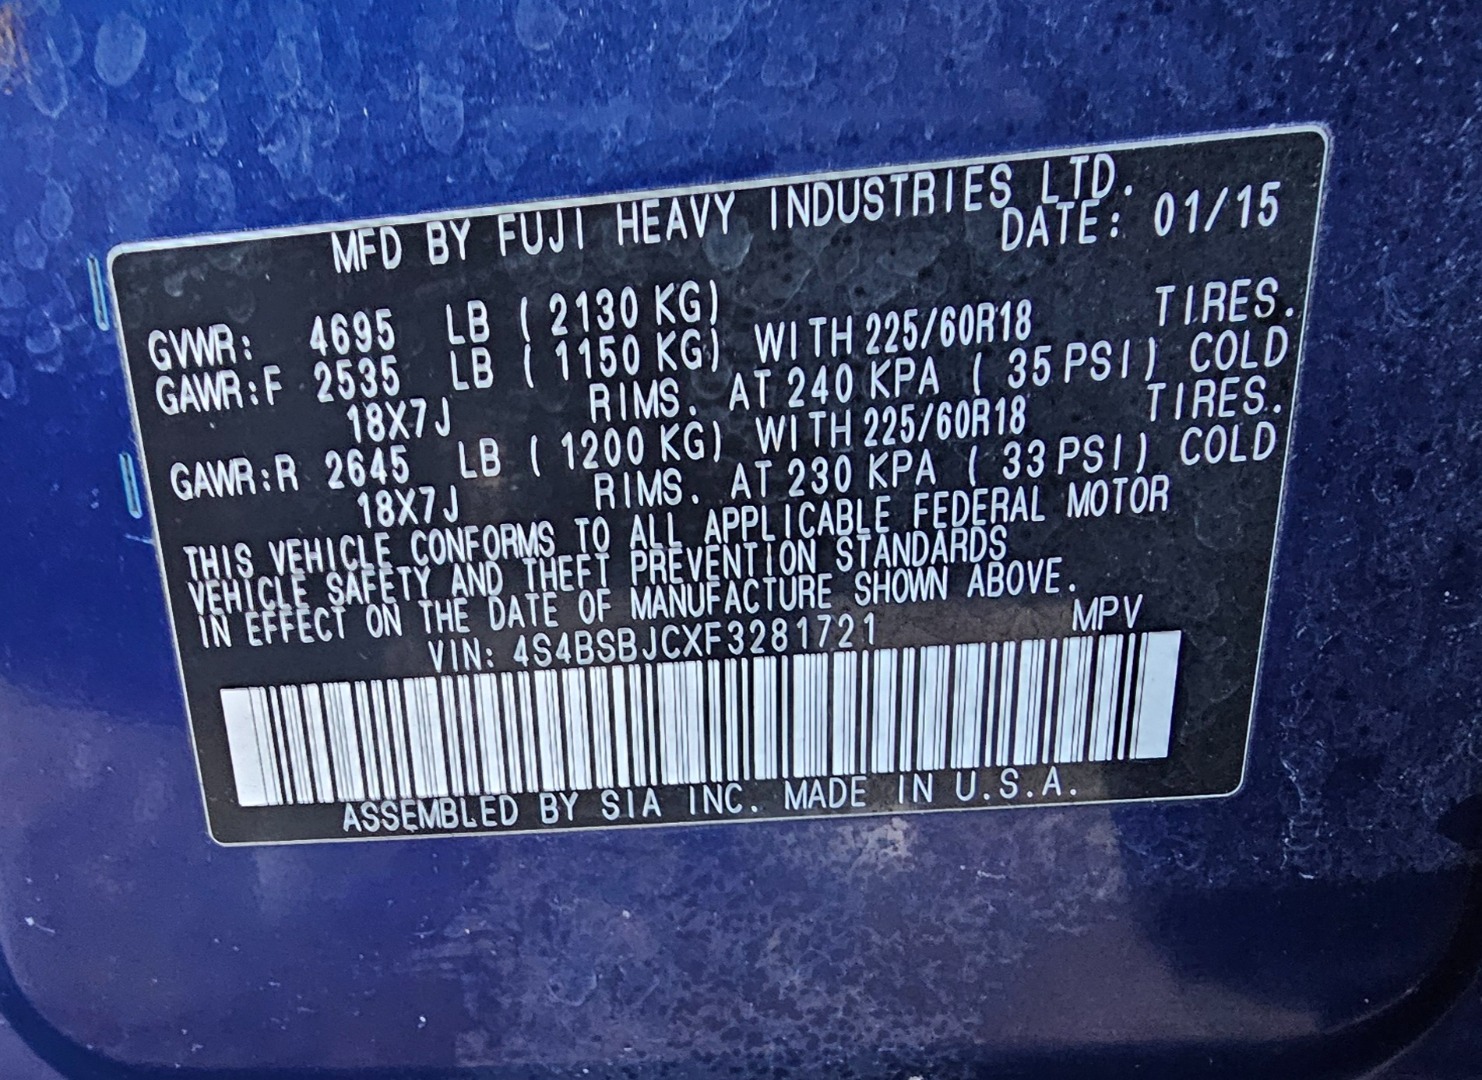 MFD BY FUJI HEAVY INDUSTRIES LTD.
DATE: 01/15
GVWR: 4695 LB ( 2130 KG)
GAWR:F 2535 LB ( 1150 KG) WITH 225/60R18 TIRES.
18X7J RIMS. AT 240 KPA ( 35 PSI) COLD
GAWR:R 2645 LB ( 1200 KG) WITH 225/60R18 TIRES.
18X7J RIMS. AT 230 KPA ( 33 PSI) COLD
THIS VEHICLE CONFORMS TO ALL APPLICABLE FEDERAL MOTOR
VEHICLE SAFETY AND THEFT PREVENTION STANDARDS
IN EFFECT ON THE DATE OF MANUFACTURE SHOWN ABOVE.
VIN: 4S4BSBJCXF3281721 MPV
ASSEMBLED BY SIA INC. MADE IN U.S.A.